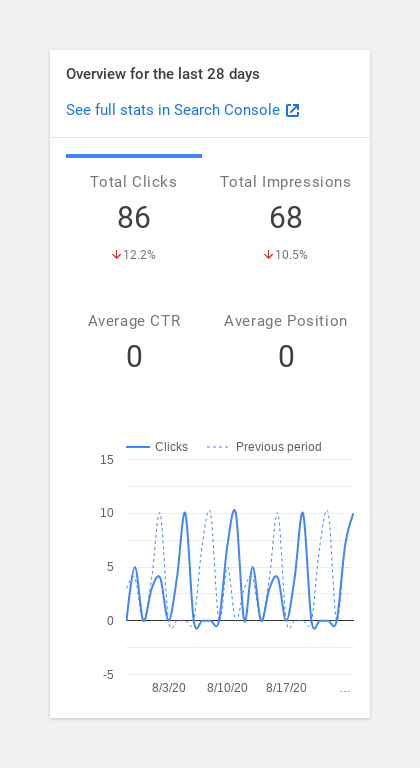 Overview for the last 28 days
See full stats in Search Console
Total Clicks Total Impressions
86 68
12.2% 10.5%
Average CTR Average Position
0 0
Clicks Previous period
15
10
5
0
-5
8/3/20 8/10/20 8/17/20 ...